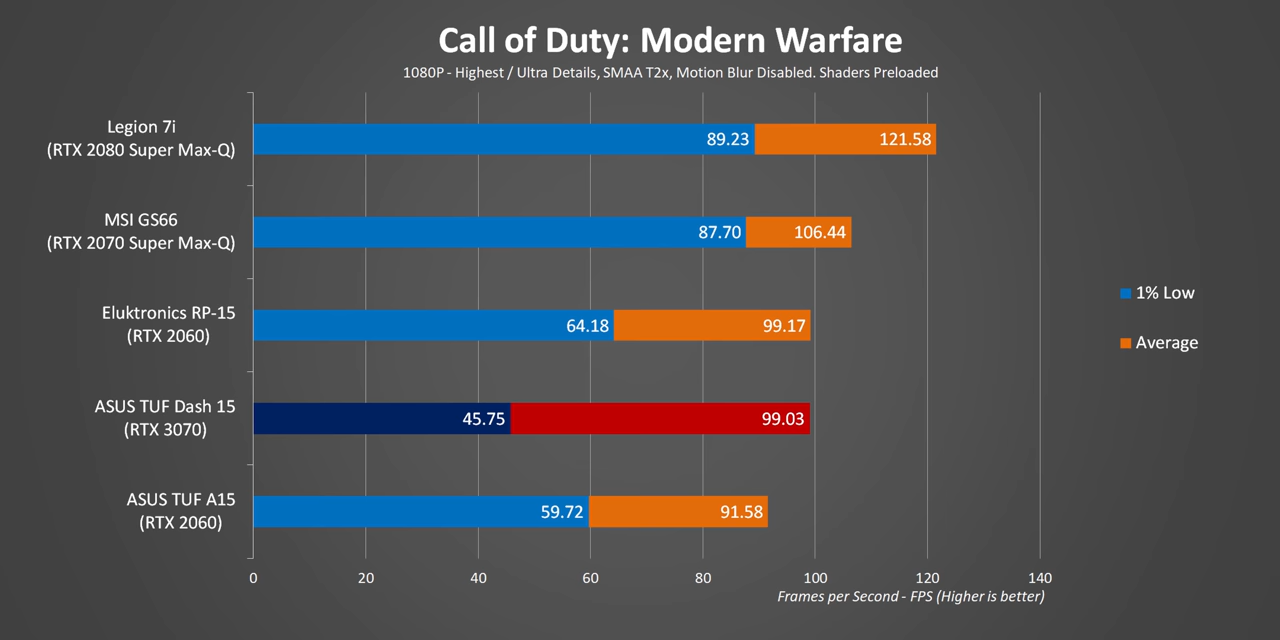 Call of Duty: Modern Warfare
1080P - Highest / Ultra Details, SMAA T2x, Motion Blur Disabled. Shaders Preloaded
Legion 7i
(RTX 2080 Super Max-Q)
89.23
121.58
MSI GS66
(RTX 2070 Super Max-Q)
87.70
106.44
Eluktronics RP-15
(RTX 2060)
64.18
99.17
ASUS TUF Dash 15
(RTX 3070)
45.75
99.03
ASUS TUF A15
(RTX 2060)
59.72
91.58
1% Low
Average
0 20 40 60 80 100 120 140
Frames per Second - FPS (Higher is better)